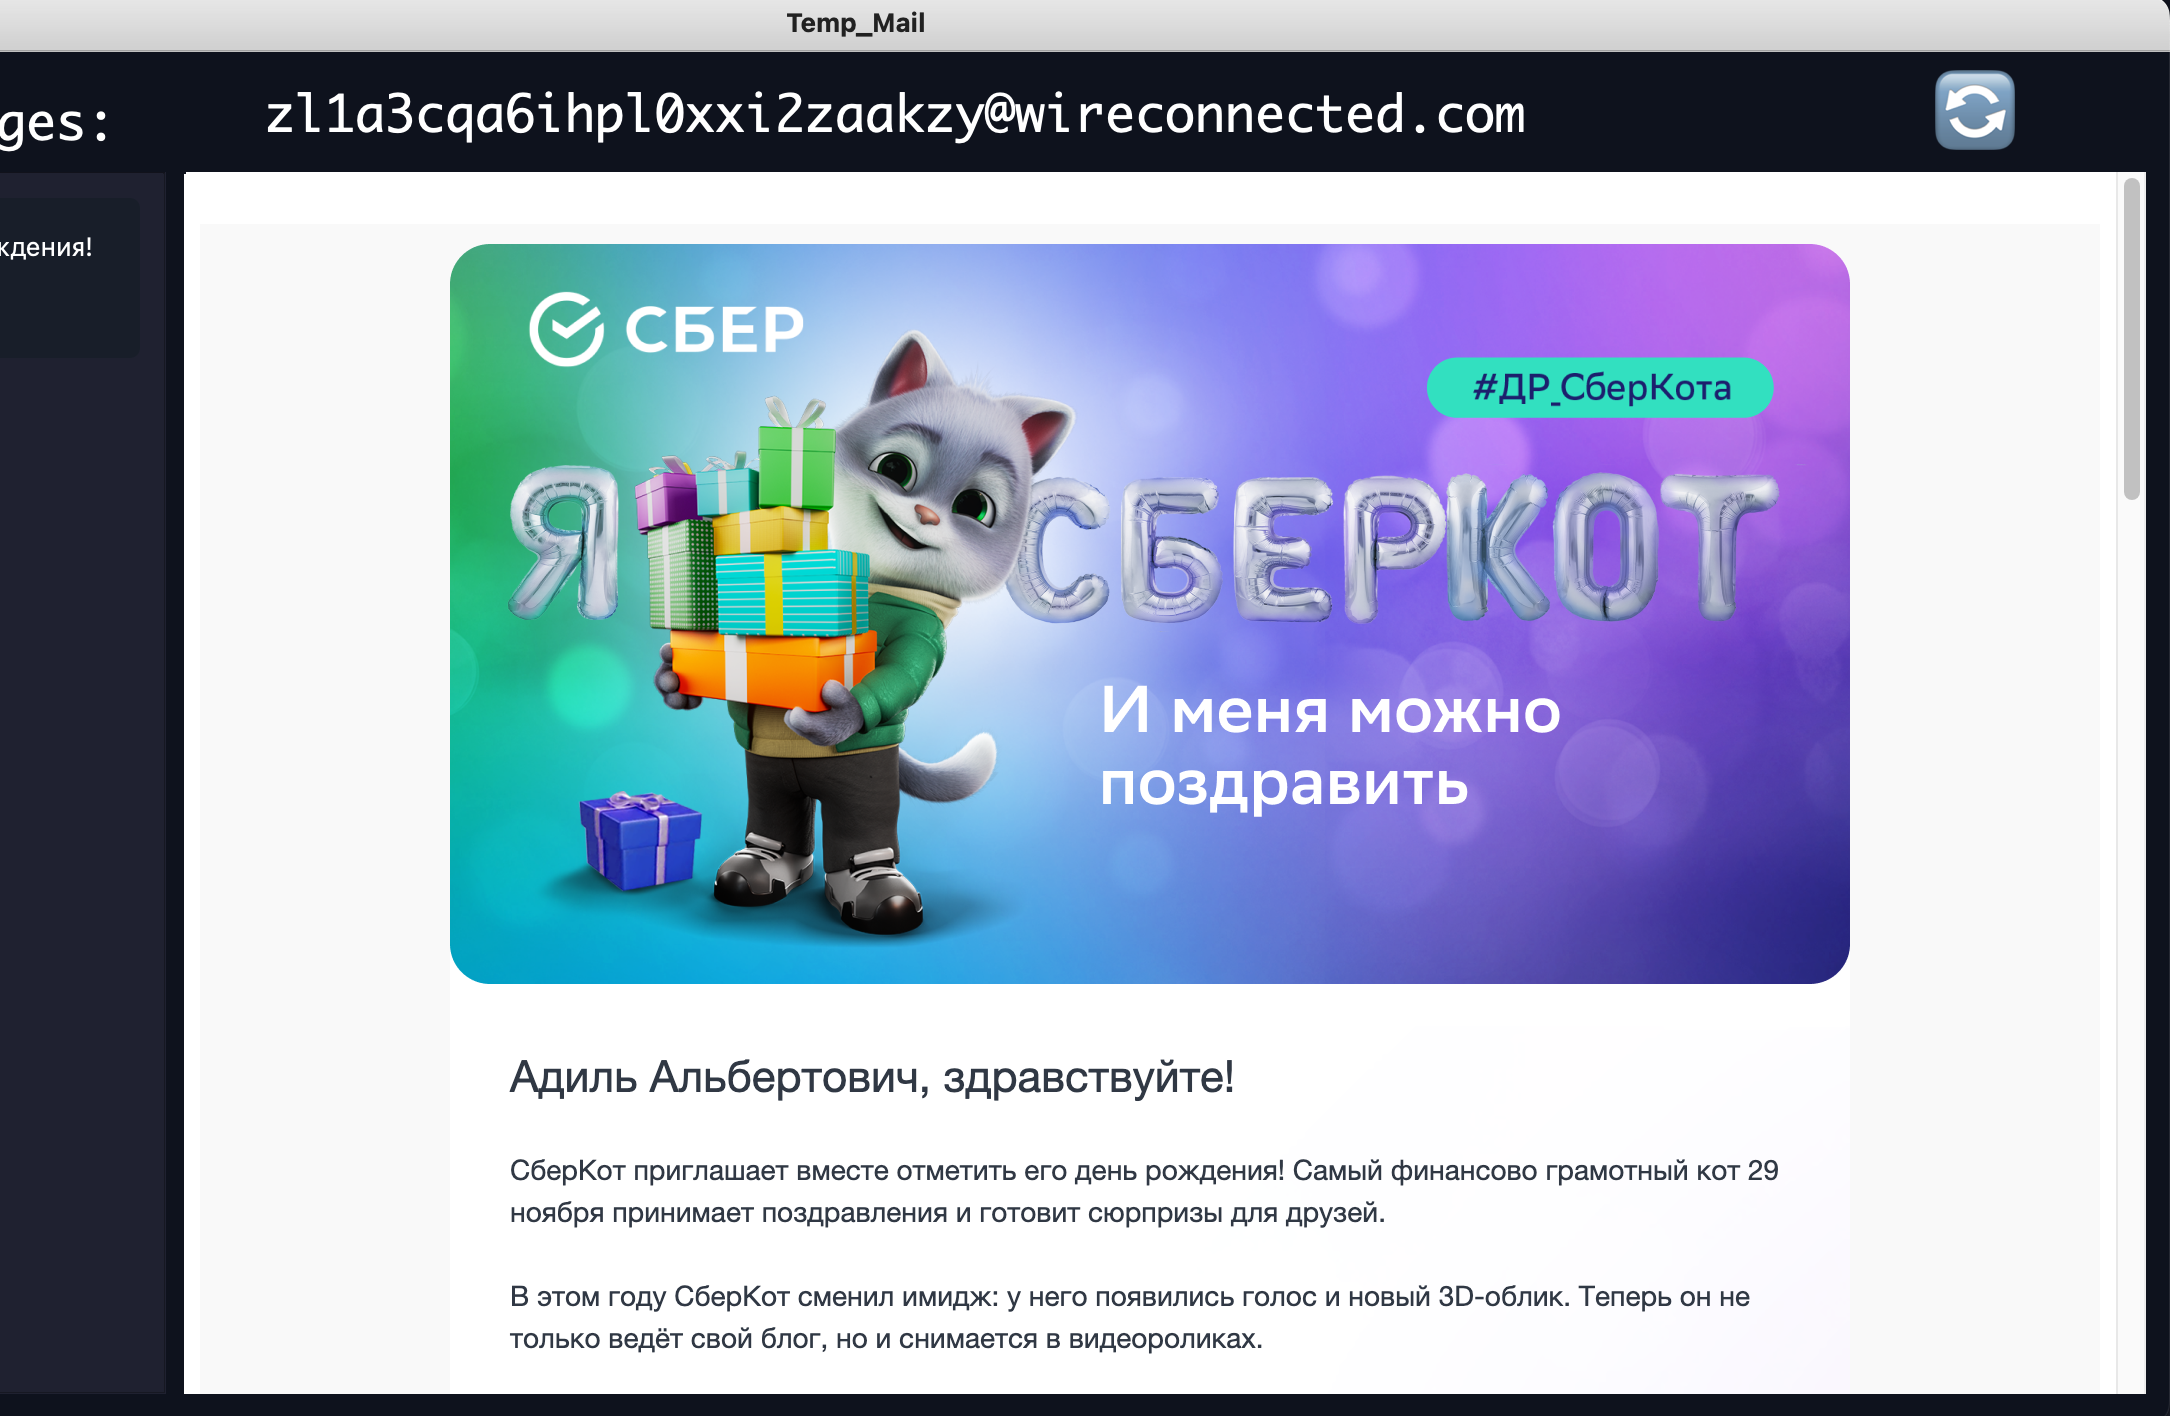 Temp_Mail
ges:
zl1a3cqa6ihpl0xxi2zaakzy@wireconnected.com
ждения!
СБЕР
#ДР_СберКота
Я СБЕРКОТ
И меня можно
поздравить
Адиль Альбертович, здравствуйте!
СберКот приглашает вместе отметить его день рождения! Самый финансово грамотный кот 29
ноября принимает поздравления и готовит сюрпризы для друзей.
В этом году СберКот сменил имидж: у него появились голос и новый 3D-облик. Теперь он не
только ведёт свой блог, но и снимается в видеороликах.